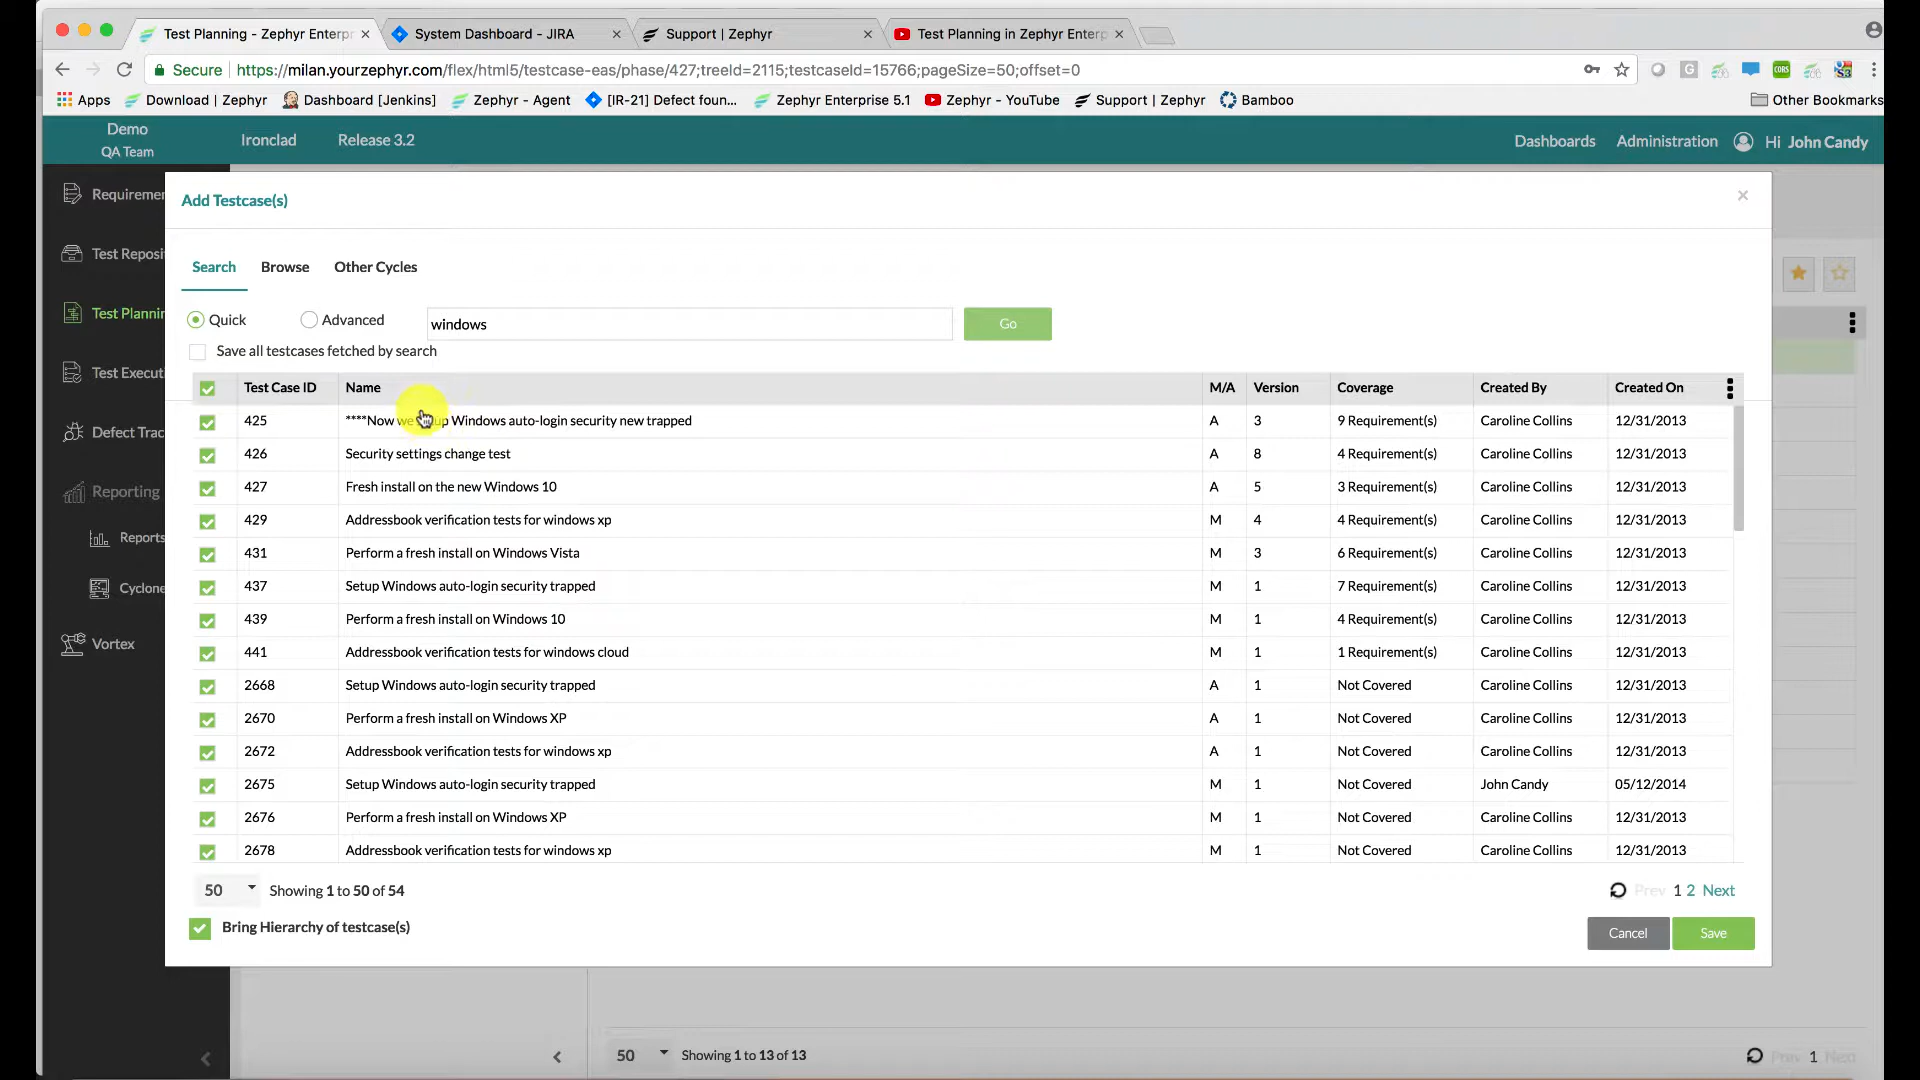 Test Planning - Zephyr Enterpr
System Dashboard - JIRA
Support | Zephyr
Test Planning in Zephyr Enterp
Secure https://milan.yourzephyr.com/flex/html5/testcase-eas/phase/427;treeId=2115;testcaseId=15766;pageSize=50;offset=0
Apps Download | Zephyr Dashboard [Jenkins] Zephyr - Agent [IR-21] Defect foun... Zephyr Enterprise 5.1 Zephyr - YouTube Support | Zephyr Bamboo Other Bookmarks
Demo
QA Team
Ironclad Release 3.2 Dashboards Administration Hi John Candy
Requiremen
Test Reposit
Test Plannin
Test Executi
Defect Trac
Reporting
Reports
Cyclone
Vortex
Add Testcase(s)
Search Browse Other Cycles
Quick Advanced windows Go
Save all testcases fetched by search
Test Case ID Name M/A Version Coverage Created By Created On
425 ****Now we Windows auto-login security new trapped A 3 9 Requirement(s) Caroline Collins 12/31/2013
426 Security settings change test A 8 4 Requirement(s) Caroline Collins 12/31/2013
427 Fresh install on the new Windows 10 A 5 3 Requirement(s) Caroline Collins 12/31/2013
429 Addressbook verification tests for windows xp M 4 4 Requirement(s) Caroline Collins 12/31/2013
431 Perform a fresh install on Windows Vista M 3 6 Requirement(s) Caroline Collins 12/31/2013
437 Setup Windows auto-login security trapped M 1 7 Requirement(s) Caroline Collins 12/31/2013
439 Perform a fresh install on Windows 10 M 1 4 Requirement(s) Caroline Collins 12/31/2013
441 Addressbook verification tests for windows cloud M 1 1 Requirement(s) Caroline Collins 12/31/2013
2668 Setup Windows auto-login security trapped A 1 Not Covered Caroline Collins 12/31/2013
2670 Perform a fresh install on Windows XP A 1 Not Covered Caroline Collins 12/31/2013
2672 Addressbook verification tests for windows xp A 1 Not Covered Caroline Collins 12/31/2013
2675 Setup Windows auto-login security trapped M 1 Not Covered John Candy 05/12/2014
2676 Perform a fresh install on Windows XP M 1 Not Covered Caroline Collins 12/31/2013
2678 Addressbook verification tests for windows xp M 1 Not Covered Caroline Collins 12/31/2013
50 Showing 1 to 50 of 54 Prev 1 2 Next
Bring Hierarchy of testcase(s)
Cancel Save
50 Showing 1 to 13 of 13 Prev 1 Next